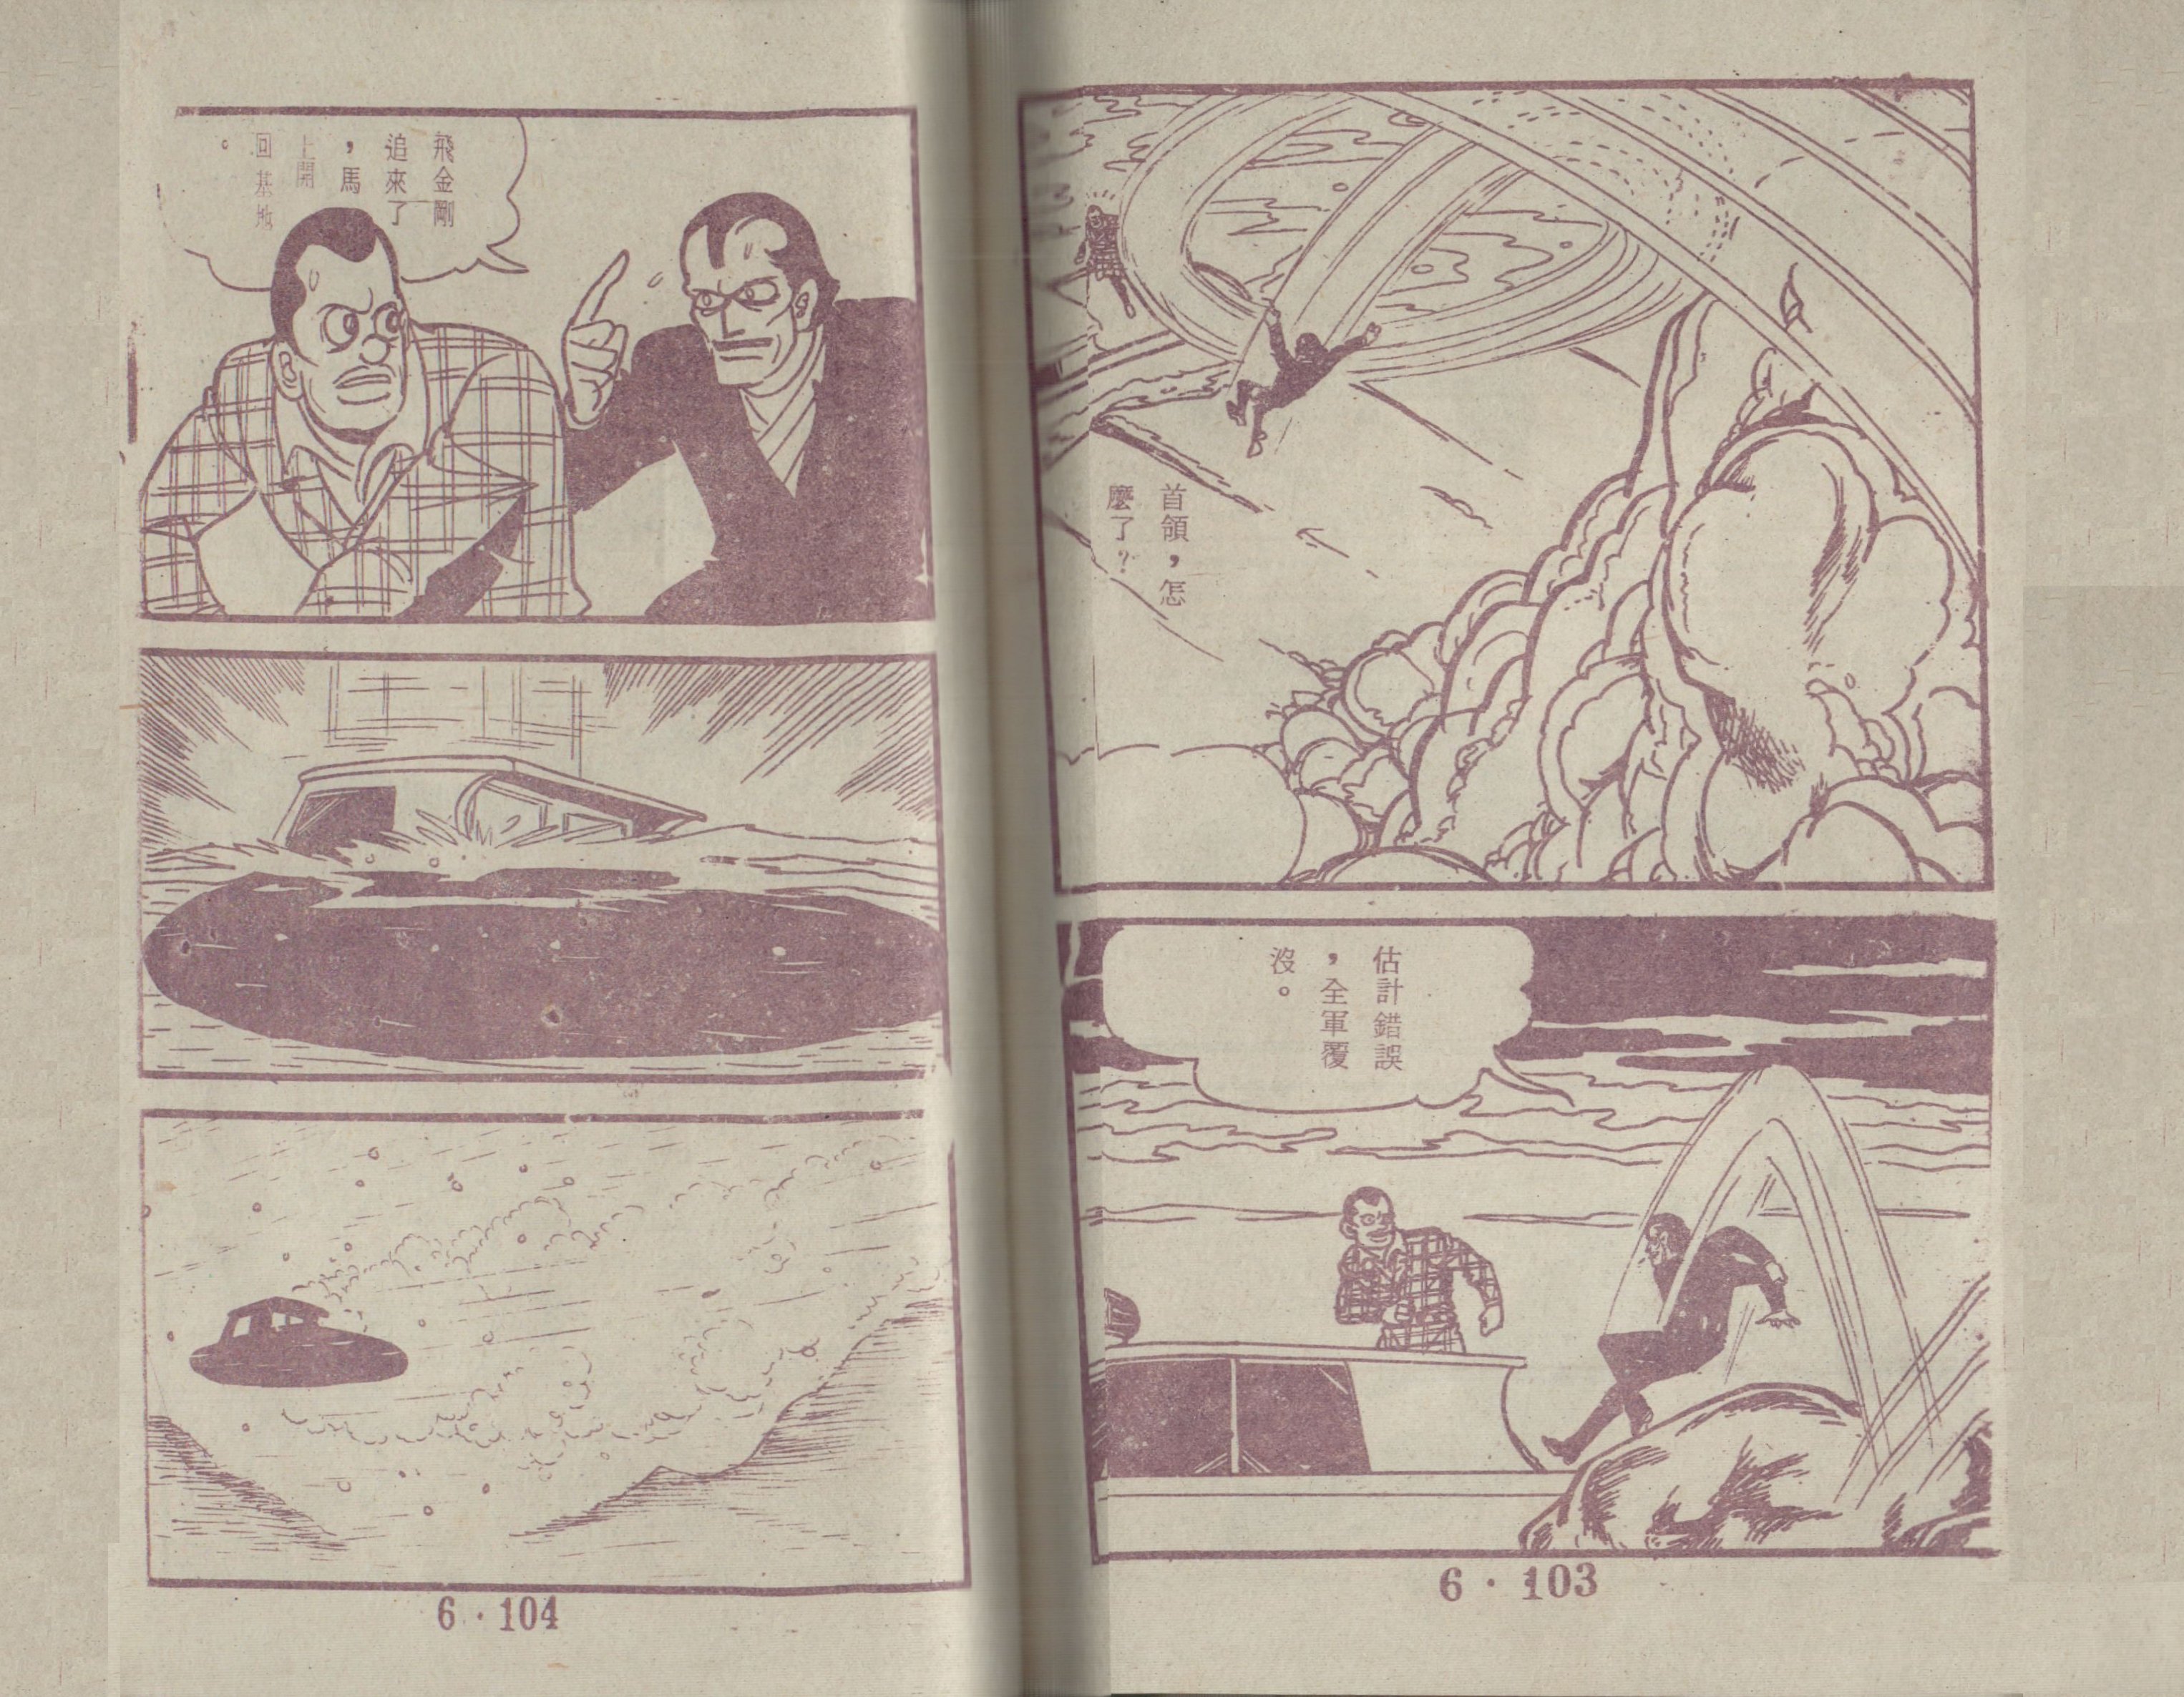 首領，怎
麼了？
估計錯誤
，全軍覆
沒。
6·103
飛金剛
追來了
，馬
上開
回基地
。
6·104